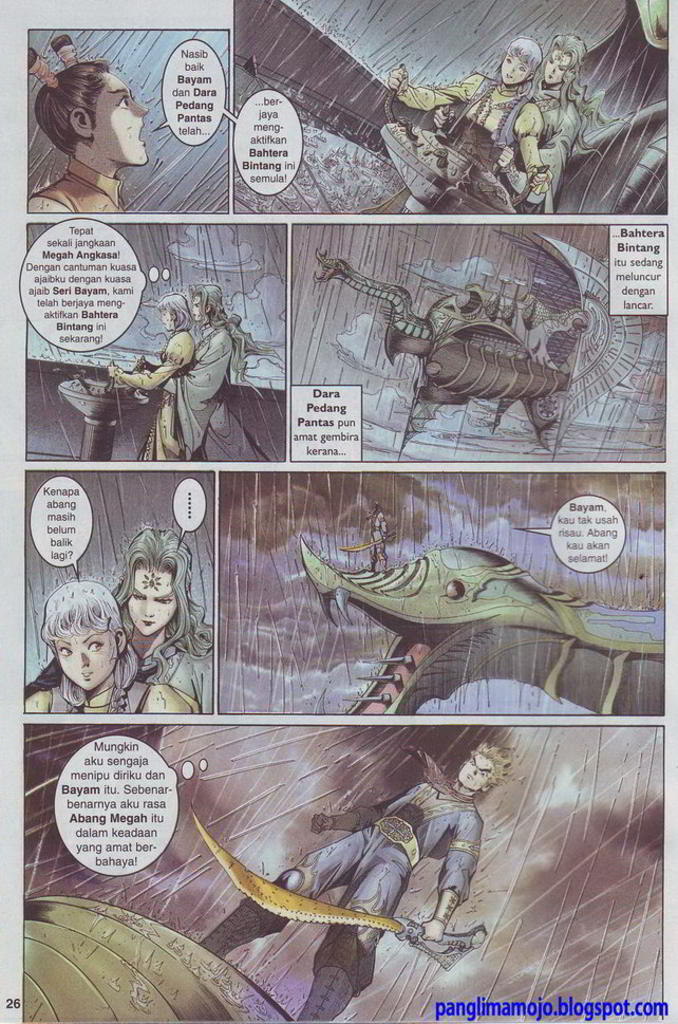 Nasib
baik
Bayam
dan Dara
Pedang
Pantas
telah...
...ber-
jaya
meng-
aktifkan
Bahtera
Bintang ini
semula!
Tepat
sekali jangkaan
Megah Angkasa!
Dengan cantuman kuasa
ajaibku dengan kuasa
ajaib Seri Bayam, kami
telah berjaya meng-
aktifkan Bahtera
Bintang ini
sekarang!
...Bahtera
Bintang
itu sedang
meluncur
dengan
lancar.
Dara
Pedang
Pantas pun
amat gembira
kerana...
Kenapa
abang
masih
belum
balik
lagi?
......
Bayam,
kau tak usah
risau. Abang
kau akan
selamat!
Mungkin
aku sengaja
menipu diriku dan
Bayam itu. Sebenar-
benarnya aku rasa
Abang Megah itu
dalam keadaan
yang amat ber-
bahaya!
26
panglimamojo.blogspot.com